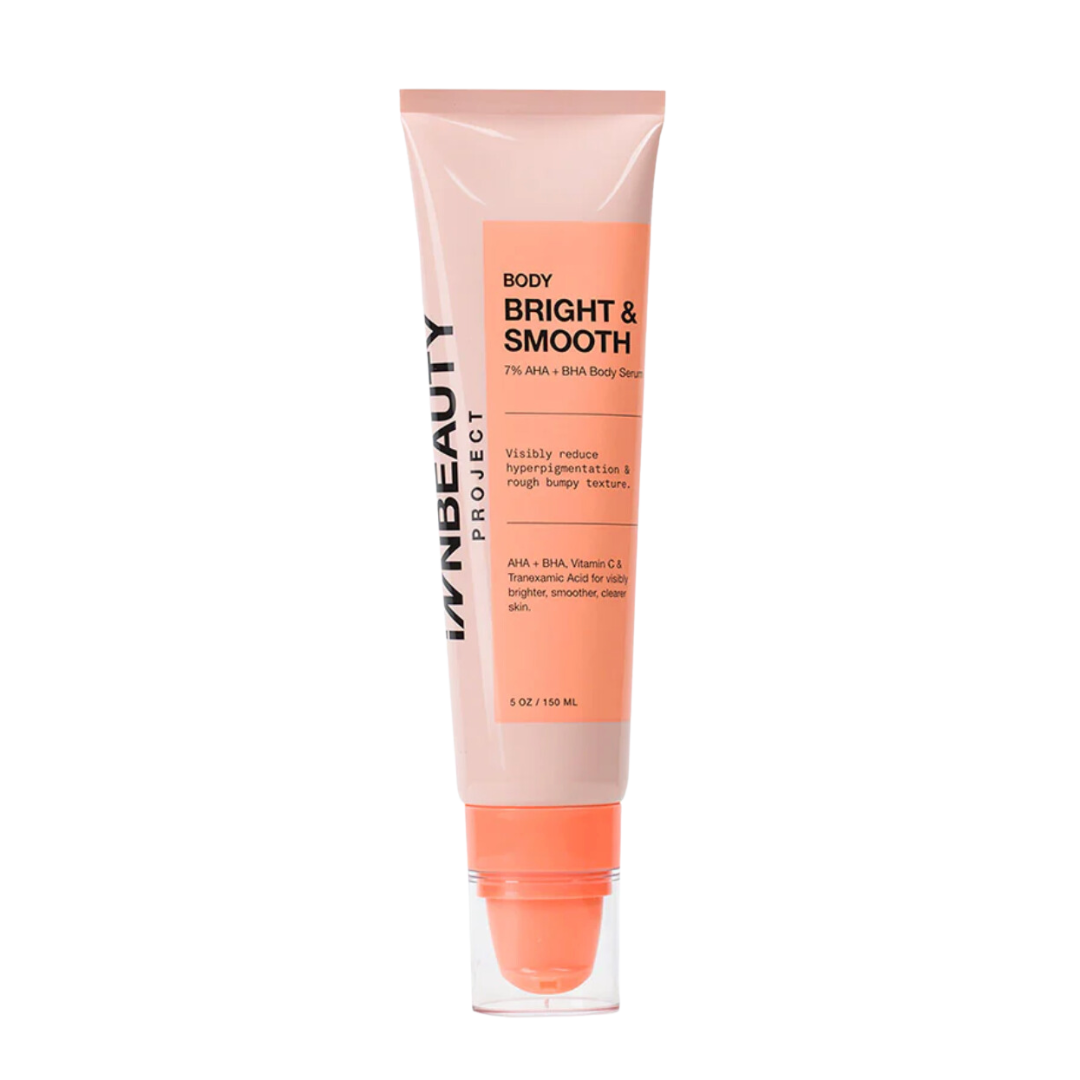 INNBEAUTY
PROJECT
BODY
BRIGHT &
SMOOTH
7% AHA + BHA Body Serum
Visibly reduce
hyperpigmentation &
rough bumpy texture.
AHA + BHA, Vitamin C &
Tranexamic Acid for visibly
brighter, smoother, clearer
skin.
5 OZ / 150 ML